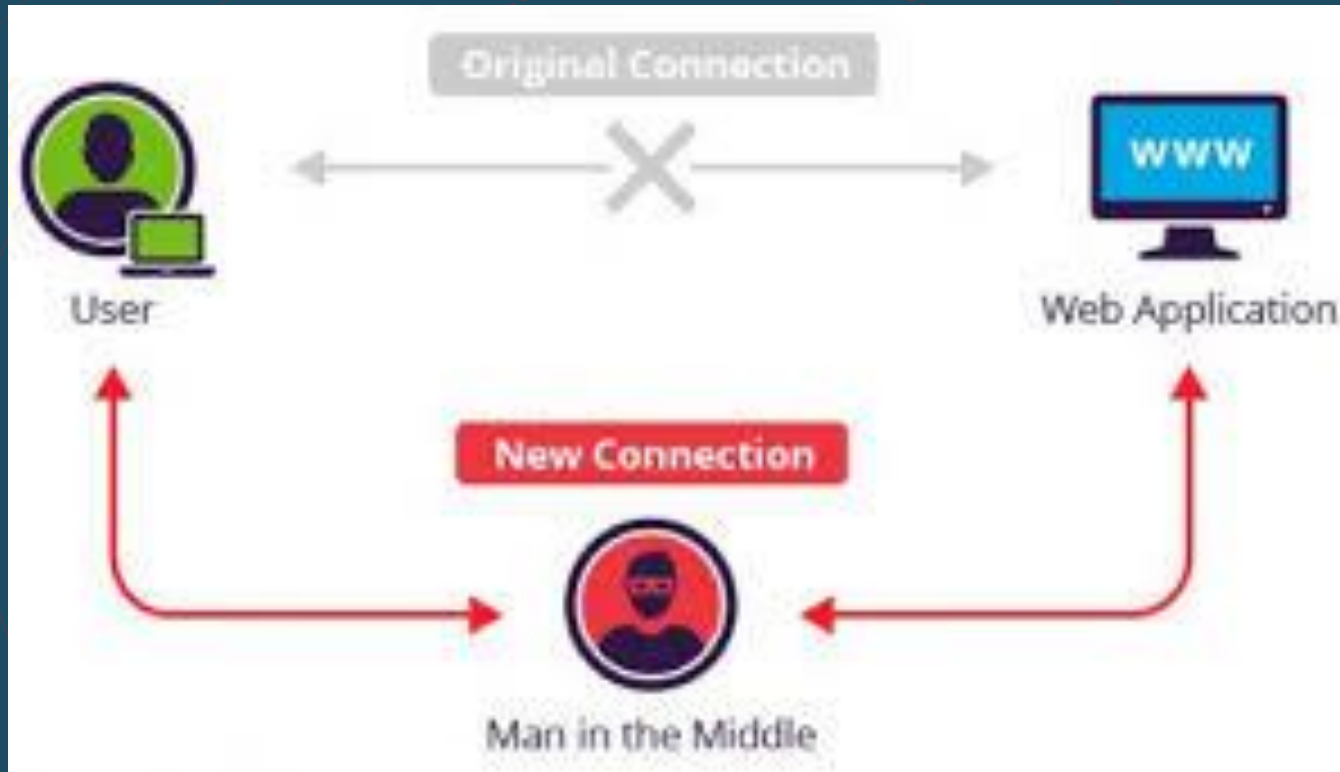 Original Connection
www
User
Web Application
New Connection
Man in the Middle